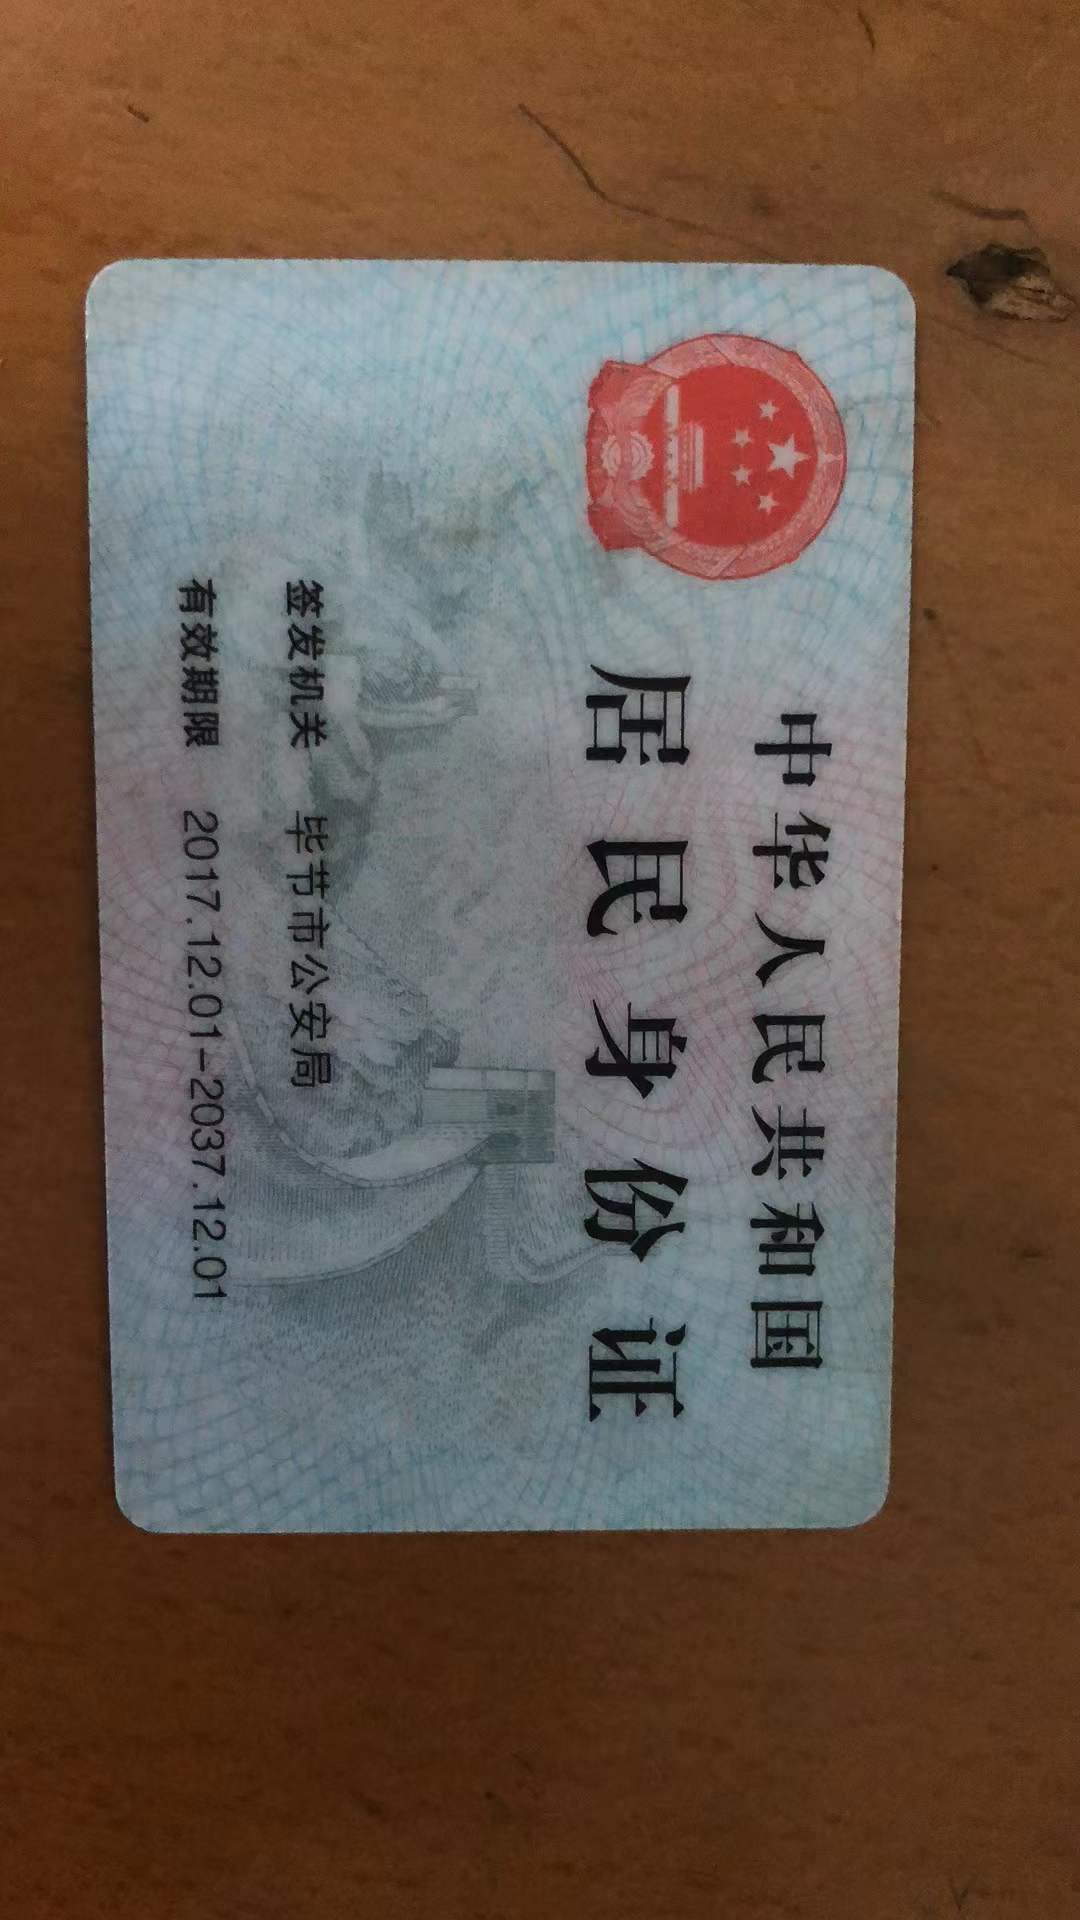 中华人民共和国
居民身份证
签发机关 毕节市公安局
有效期限 2017.12.01-2037.12.01